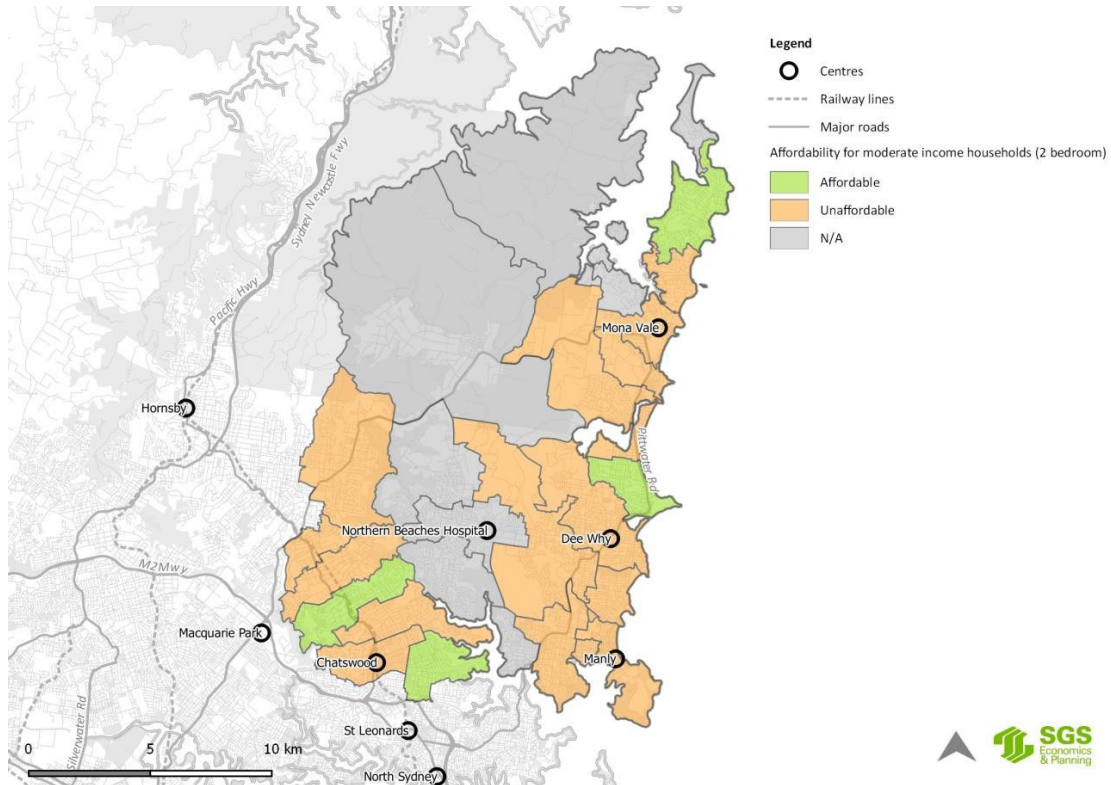 Legend
Centres
Railway lines
Major roads
Affordability for moderate income households (2 bedroom)
Affordable
Unaffordable
N/A
Sydney Newcastle Fwy
Pacific Hwy
Mona Vale
Hornsby
Pittwater Rd
Northern Beaches Hospital
Dee Why
M2Mwy
Macquarie Park
Chatswood
Manly
St Leonards
Silverwater Rd
North Sydney
0 5 10 km
SGS
Economics
& Planning